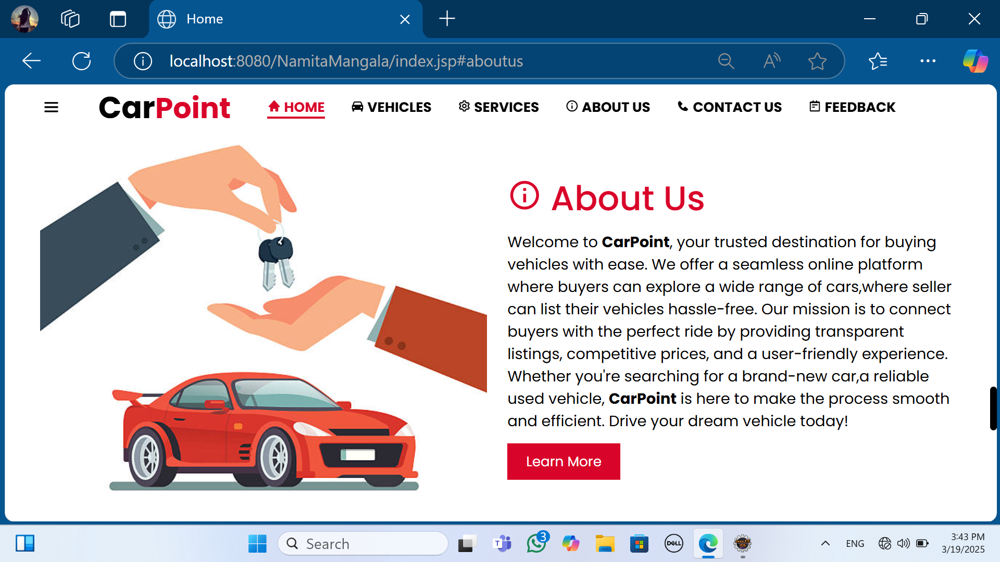 Home
localhost:8080/NamitaMangala/index.jsp#aboutus
CarPoint HOME VEHICLES SERVICES ABOUT US CONTACT US FEEDBACK
About Us
Welcome to CarPoint, your trusted destination for buying
vehicles with ease. We offer a seamless online platform
where buyers can explore a wide range of cars,where seller
can list their vehicles hassle-free. Our mission is to connect
buyers with the perfect ride by providing transparent
listings, competitive prices, and a user-friendly experience.
Whether you're searching for a brand-new car,a reliable
used vehicle, CarPoint is here to make the process smooth
and efficient. Drive your dream vehicle today!
Learn More
Search
T
3
DELL
Java EE
IDE
ENG
3:43 PM
3/19/2025